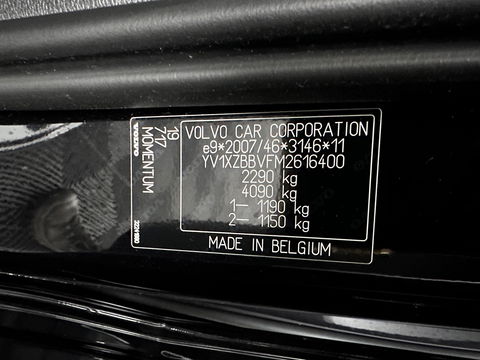 VOLVO CAR CORPORATION
e9*2007/46*3146*11
YV1XZBBVFM2616400
2290 kg
4090 kg
1– 1190 kg
2– 1150 kg
MADE IN BELGIUM
19
717
MOMENTUM
VOLVO